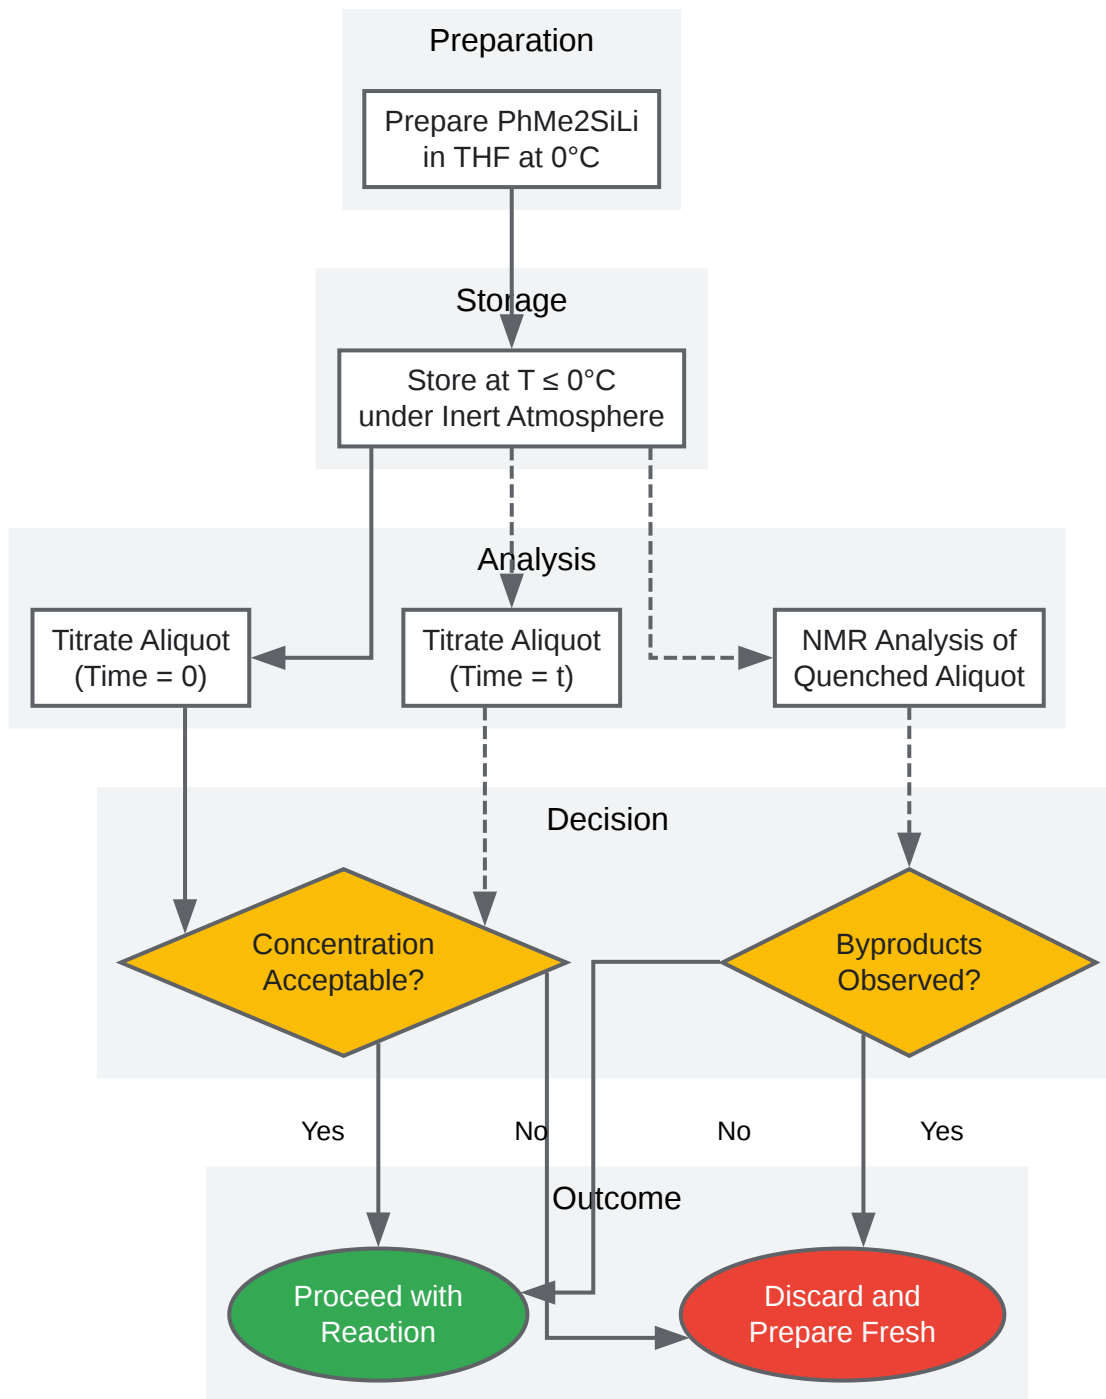 Preparation
Prepare PhMe2SiLi
in THF at 0°C
Storage
Store at T ≤ 0°C
under Inert Atmosphere
Analysis
Titrate Aliquot
(Time = 0)
Titrate Aliquot
(Time = t)
NMR Analysis of
Quenched Aliquot
Decision
Concentration
Acceptable?
Byproducts
Observed?
Yes
No
No
Yes
Outcome
Proceed with
Reaction
Discard and
Prepare Fresh